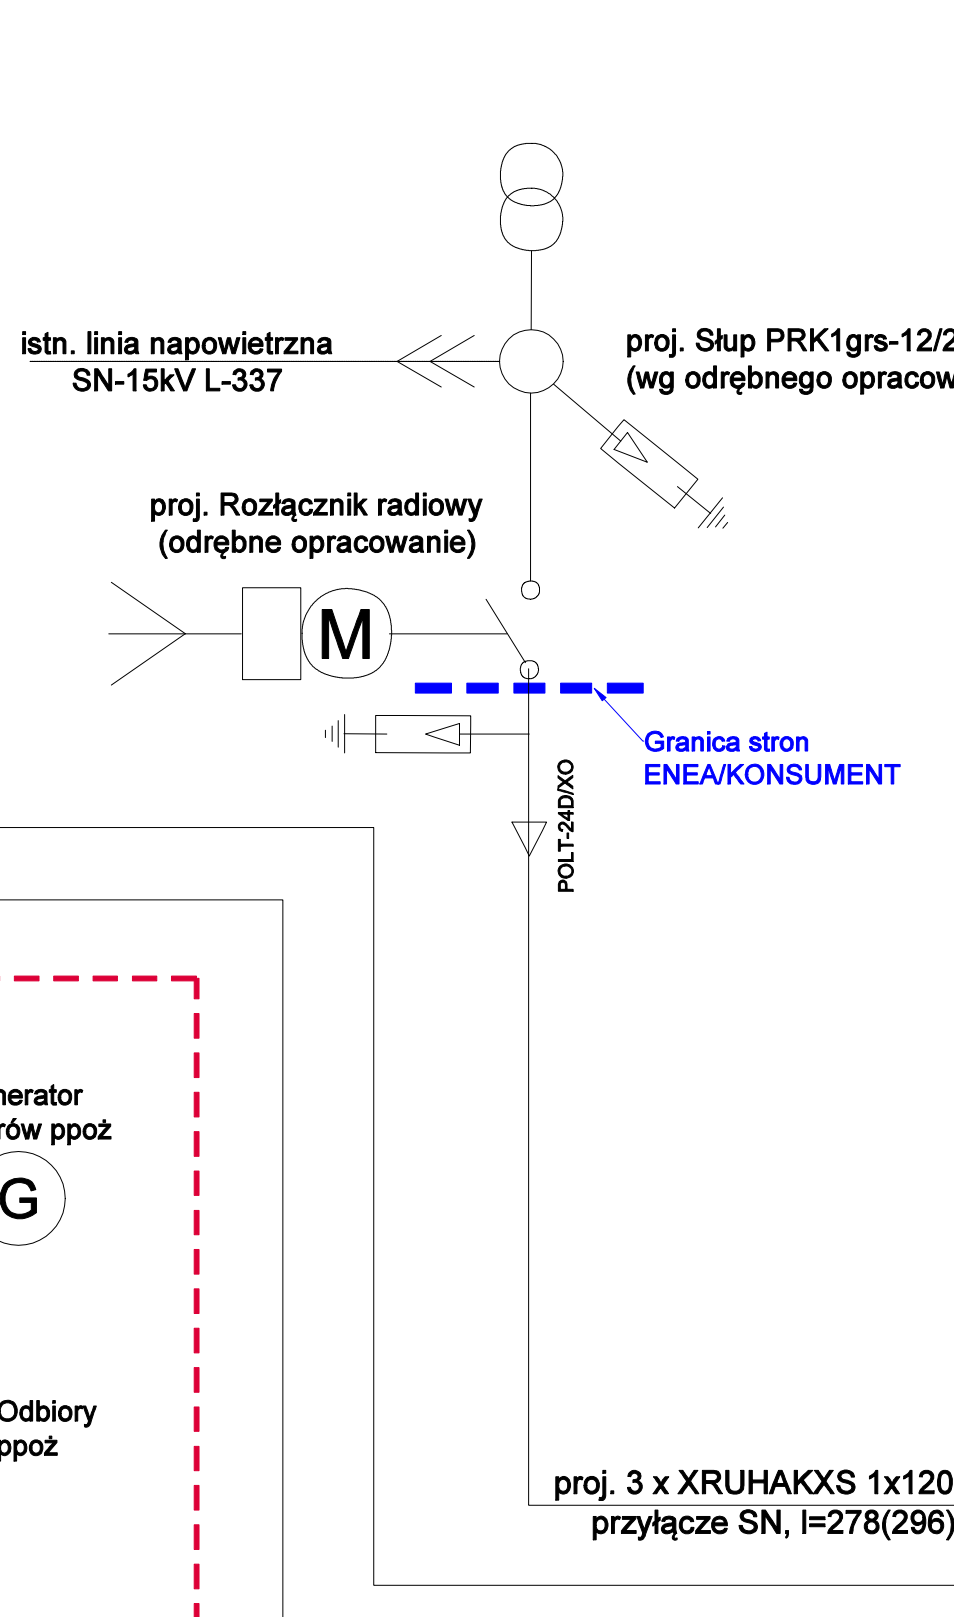 istn. linia napowietrzna
SN-15kV L-337
proj. Słup PRK1grs-12/2
(wg odrębnego opracow
proj. Rozłącznik radiowy
(odrębne opracowanie)
M
Granica stron
ENEA/KONSUMENT
POLT-24D/XO
nerator
rów ppoż
G
Odbiory
ppoż
proj. 3 x XRUHAKXS 1x120
przyłącze SN, l=278(296)